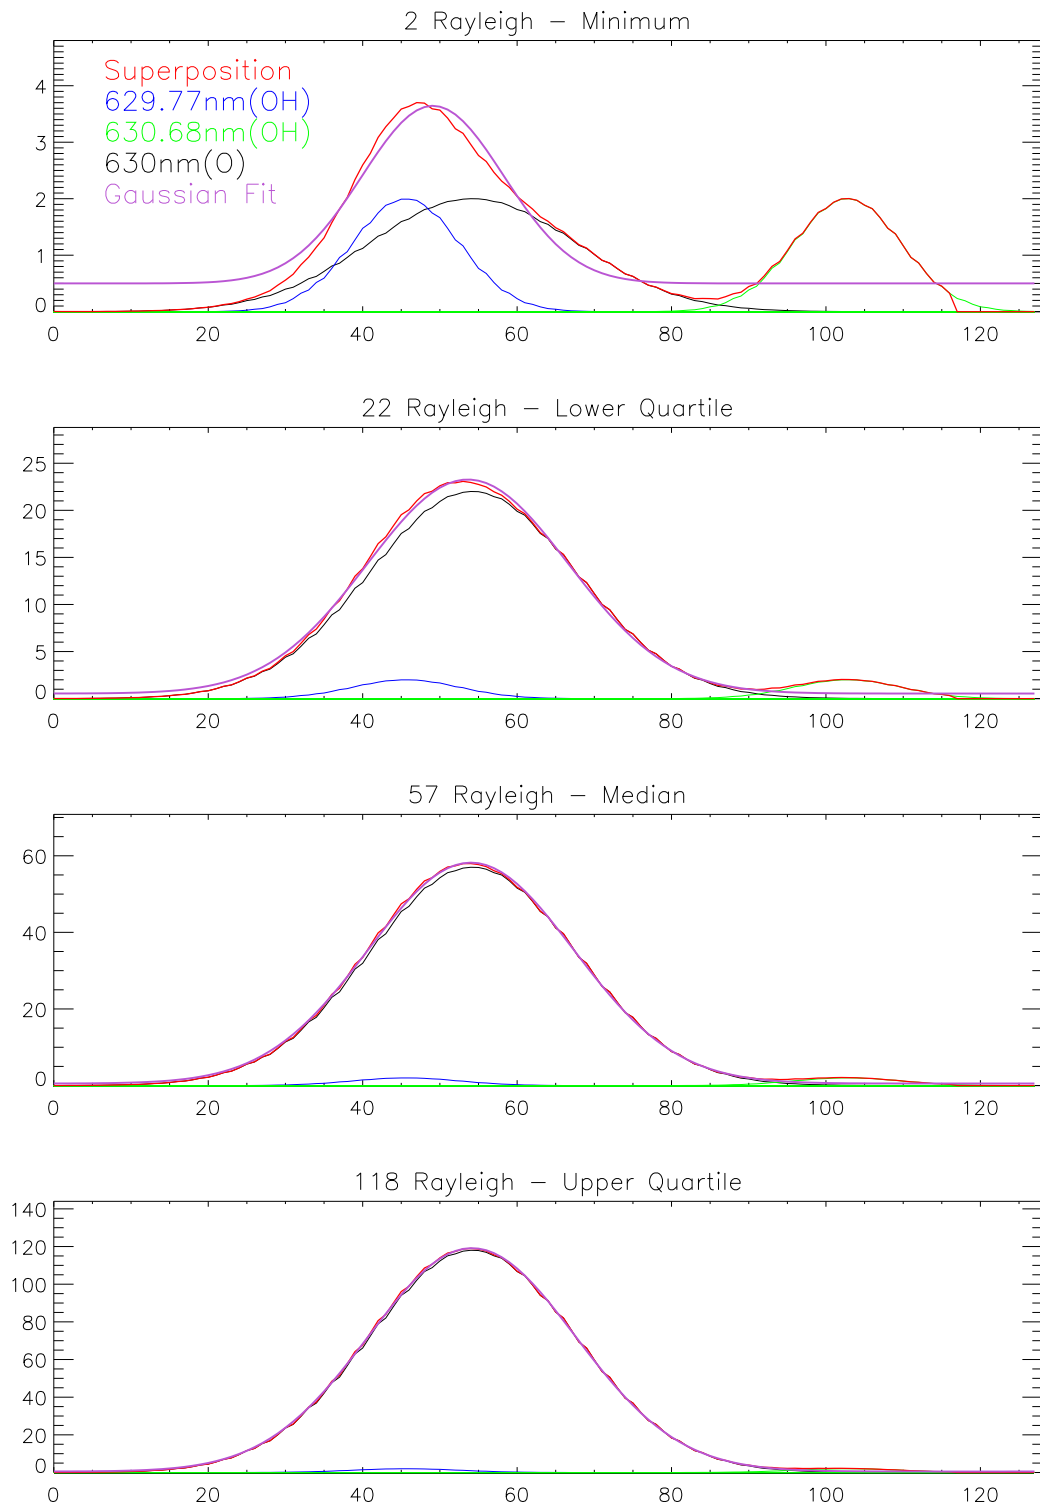 2 Rayleigh − Minimum
Superposition
629.77nm(OH)
630.68nm(OH)
630nm(O)
Gaussian Fit
4
3
2
1
0
0 20 40 60 80 100 120
22 Rayleigh − Lower Quartile
25
20
15
10
5
0
0 20 40 60 80 100 120
57 Rayleigh − Median
60
40
20
0
0 20 40 60 80 100 120
118 Rayleigh − Upper Quartile
140
120
100
80
60
40
20
0
0 20 40 60 80 100 120